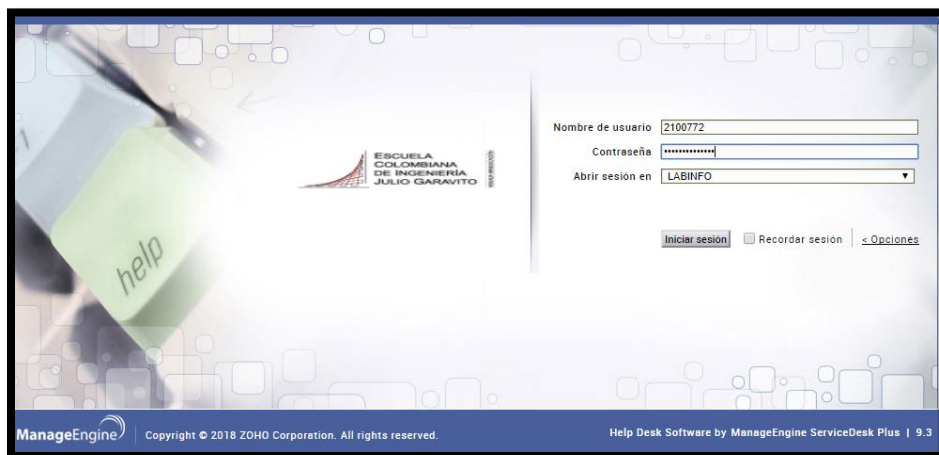 Nombre de usuario 2100772
Contraseña ••••••••••••••
Abrir sesión en LABINFO
Iniciar sesión Recordar sesión < Opciones
ESCUELA
COLOMBIANA
DE INGENIERÍA
JULIO GARAVITO
help
ManageEngine Copyright © 2018 ZOHO Corporation. All rights reserved.
Help Desk Software by ManageEngine ServiceDesk Plus | 9.3